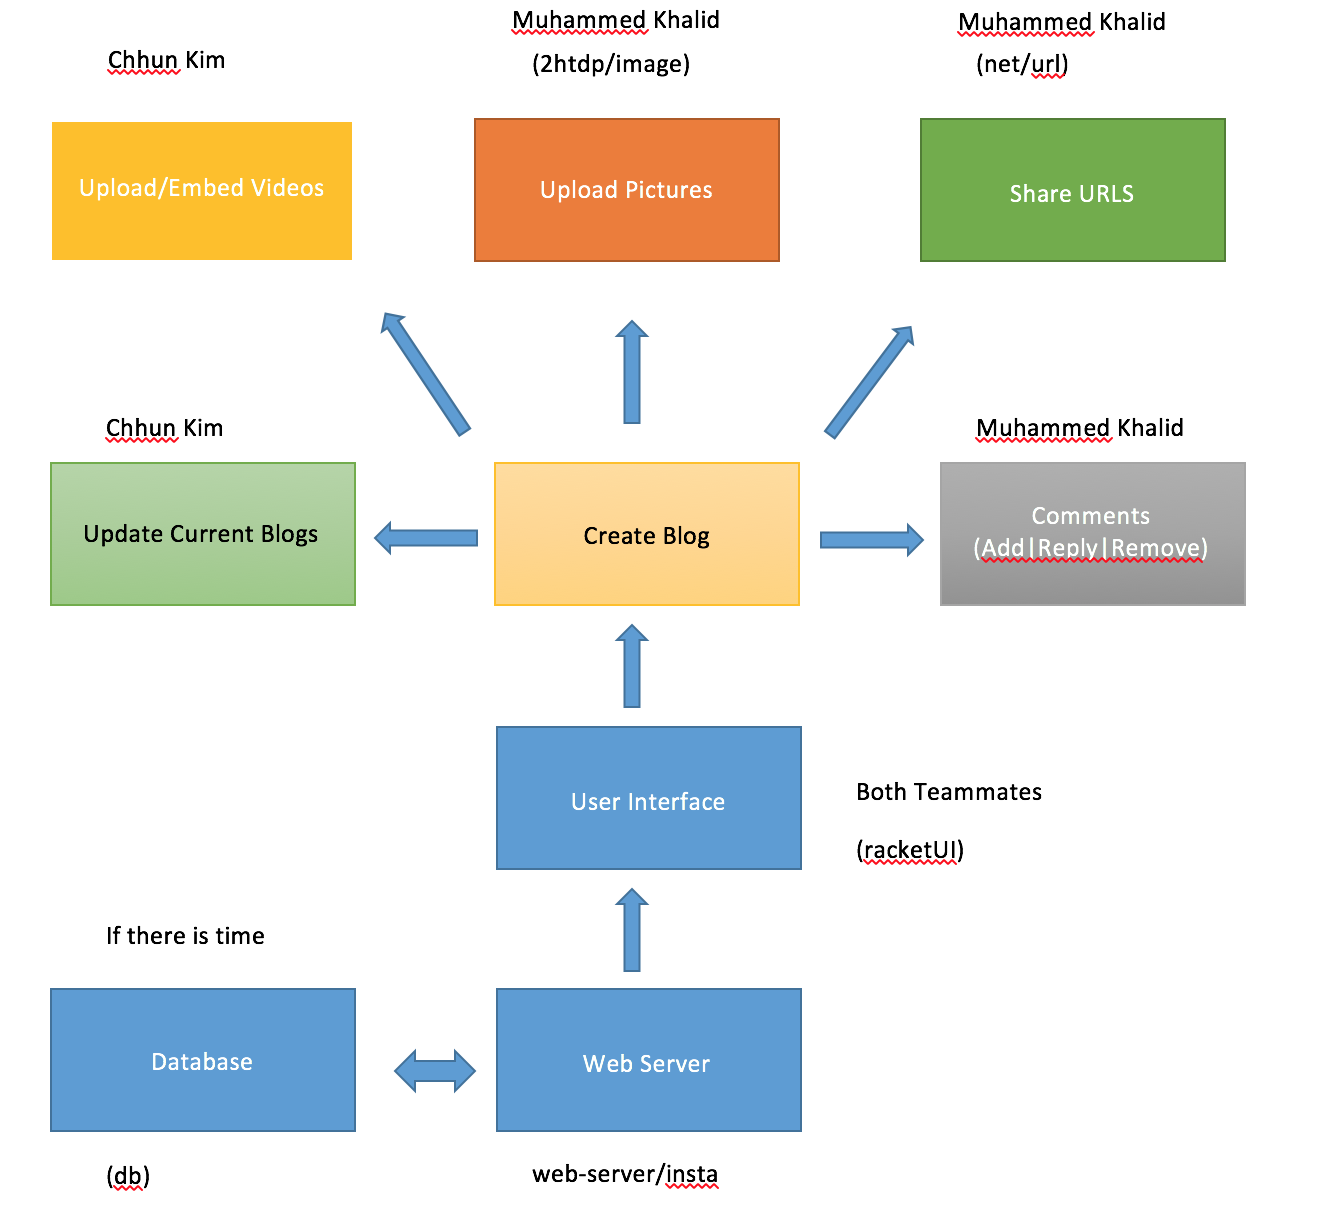 Chhun Kim
Muhammed Khalid
(2htdp/image)
Muhammed Khalid
(net/url)
Upload/Embed Videos
Upload Pictures
Share URLS
Chhun Kim
Muhammed Khalid
Update Current Blogs
Create Blog
Comments
(Add|Reply|Remove)
User Interface
Both Teammates
(racketUI)
If there is time
Database
Web Server
(db)
web-server/insta